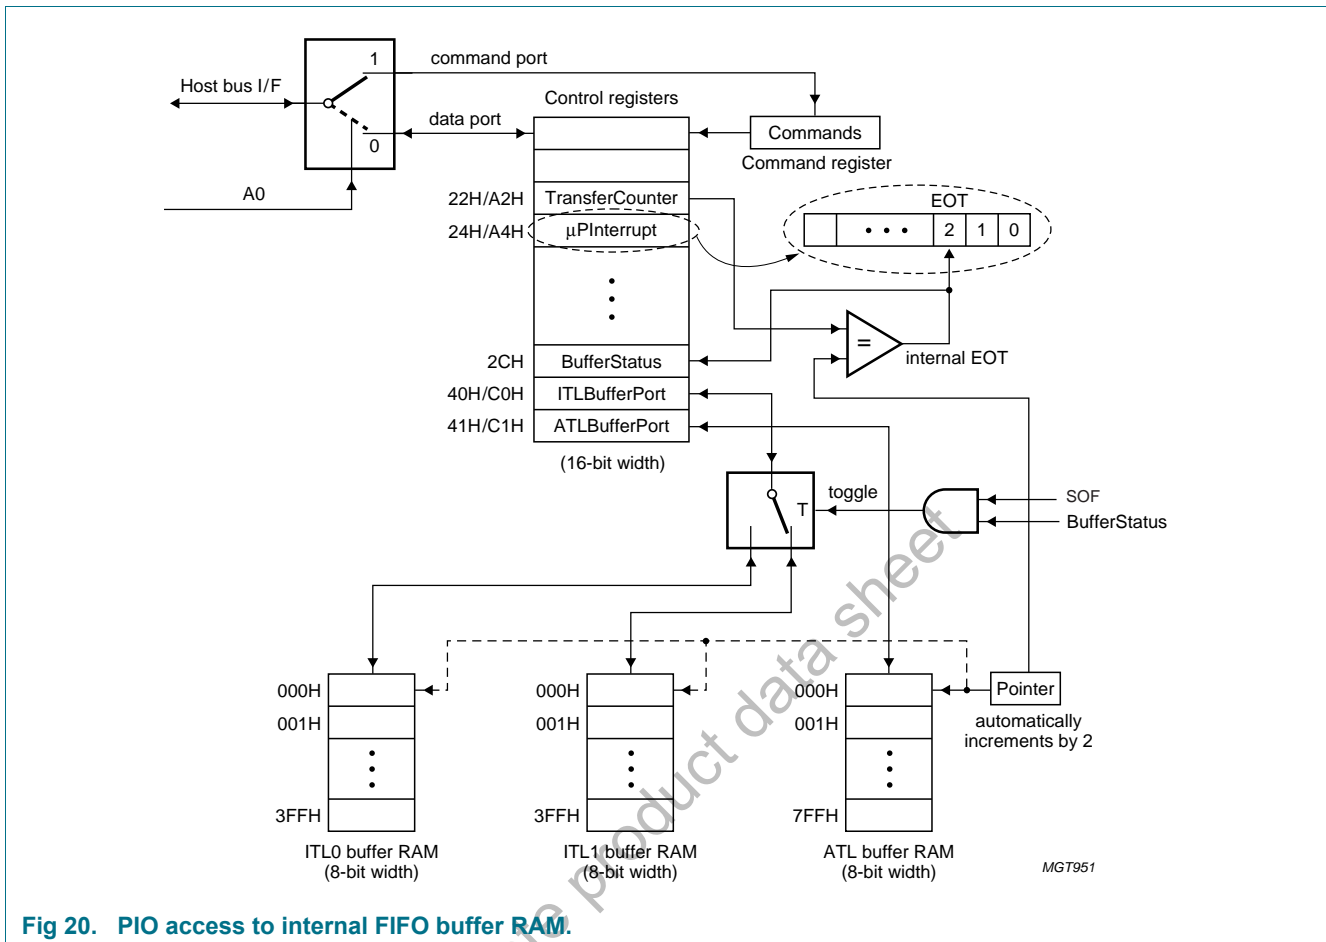 1
command port
Host bus I/F
Control registers
data port
0
Commands
Command register
A0
EOT
22H/A2H TransferCounter
24H/A4H µPInterrupt
• • • 2 1 0
=
internal EOT
2CH BufferStatus
40H/C0H ITLBufferPort
41H/C1H ATLBufferPort
(16-bit width)
T
toggle
SOF
BufferStatus
000H
001H
3FFH
ITL0 buffer RAM
(8-bit width)
000H
001H
3FFH
ITL1 buffer RAM
(8-bit width)
000H
001H
7FFH
ATL buffer RAM
(8-bit width)
Pointer
automatically
increments by 2
MGT951
product data sheet
Fig 20. PIO access to internal FIFO buffer RAM.